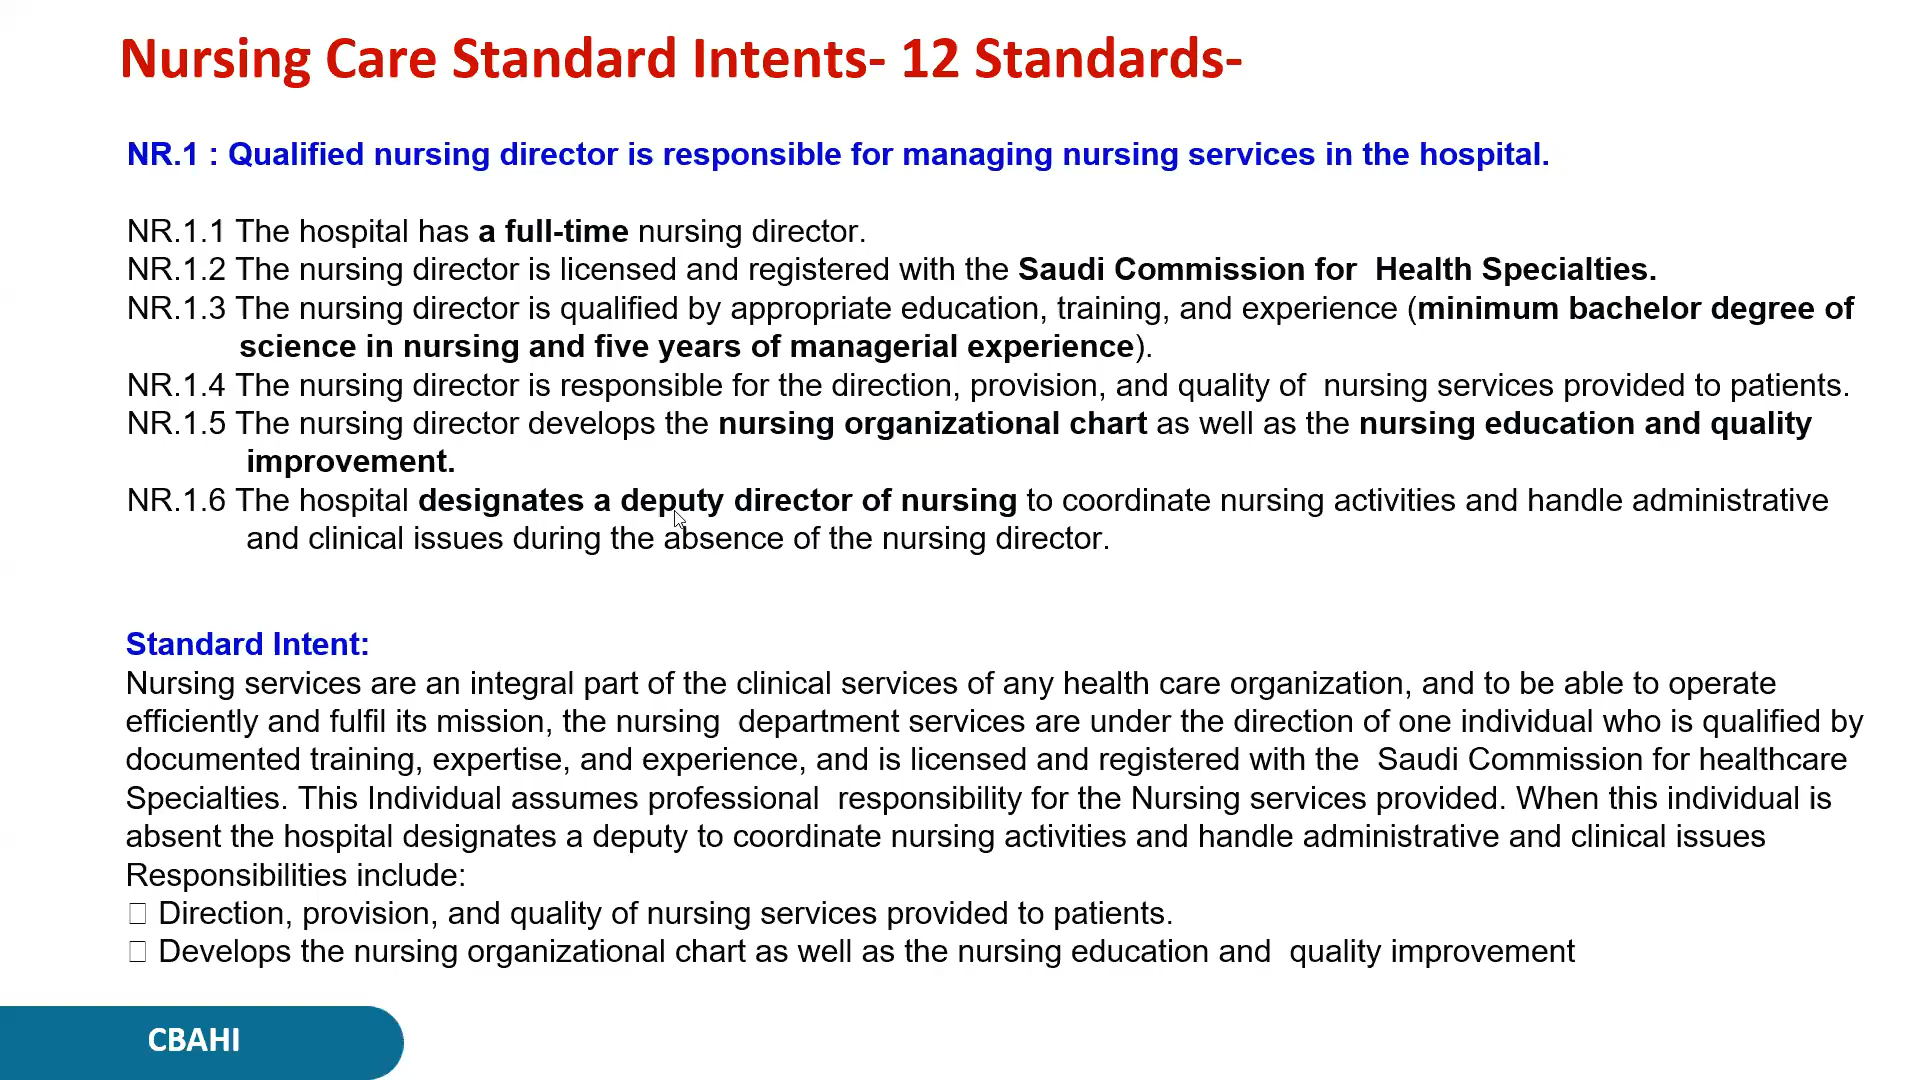 Nursing Care Standard Intents- 12 Standards-
NR.1 : Qualified nursing director is responsible for managing nursing services in the hospital.
NR.1.1 The hospital has a full-time nursing director.
NR.1.2 The nursing director is licensed and registered with the Saudi Commission for  Health Specialties.
NR.1.3 The nursing director is qualified by appropriate education, training, and experience (minimum bachelor degree of
science in nursing and five years of managerial experience).
NR.1.4 The nursing director is responsible for the direction, provision, and quality of  nursing services provided to patients.
NR.1.5 The nursing director develops the nursing organizational chart as well as the nursing education and quality
improvement.
NR.1.6 The hospital designates a deputy director of nursing to coordinate nursing activities and handle administrative
and clinical issues during the absence of the nursing director.
Standard Intent:
Nursing services are an integral part of the clinical services of any health care organization, and to be able to operate
efficiently and fulfil its mission, the nursing  department services are under the direction of one individual who is qualified by
documented training, expertise, and experience, and is licensed and registered with the  Saudi Commission for healthcare
Specialties. This Individual assumes professional  responsibility for the Nursing services provided. When this individual is
absent the hospital designates a deputy to coordinate nursing activities and handle administrative and clinical issues
Responsibilities include:
Direction, provision, and quality of nursing services provided to patients.
Develops the nursing organizational chart as well as the nursing education and  quality improvement
CBAHI